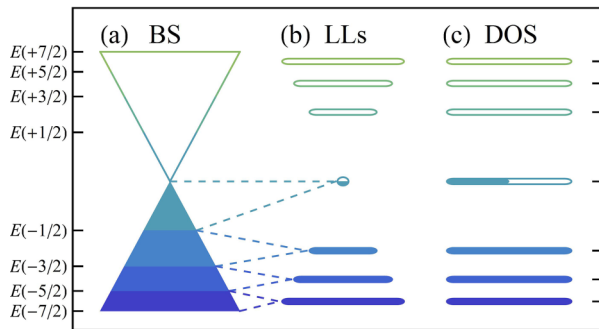 (a) BS
(b) LLs
(c) DOS
E(+7/2)
E(+5/2)
E(+3/2)
E(+1/2)
E(−1/2)
E(−3/2)
E(−5/2)
E(−7/2)